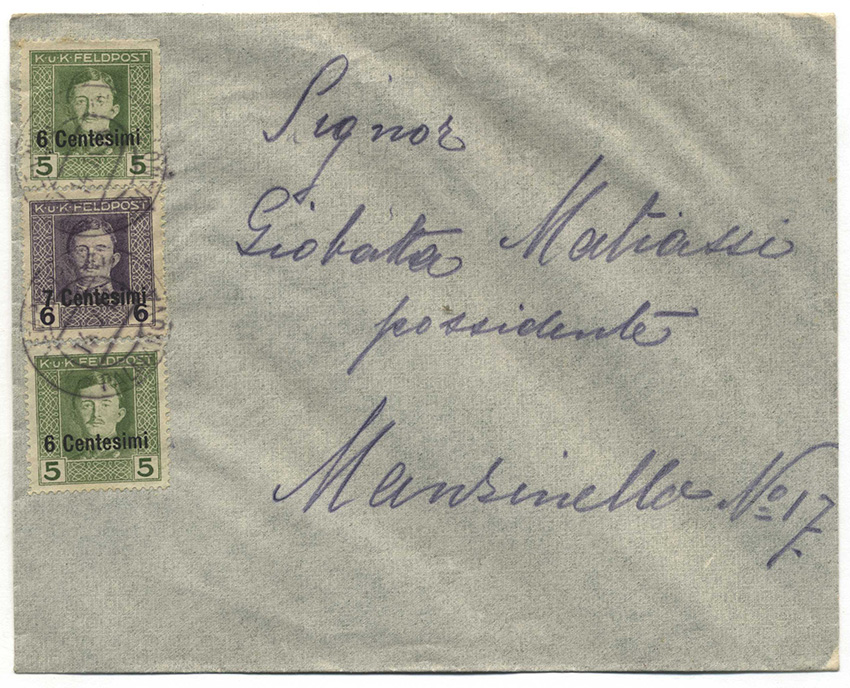 K.u.K. FELDPOST
6 Centesimi
5 5
K.u.K. FELDPOST
7 Centesimi
6 6
K.u.K. FELDPOST
6 Centesimi
5 5
Signor
Giobatta Matiassi
possidente
Manzinello No 17.